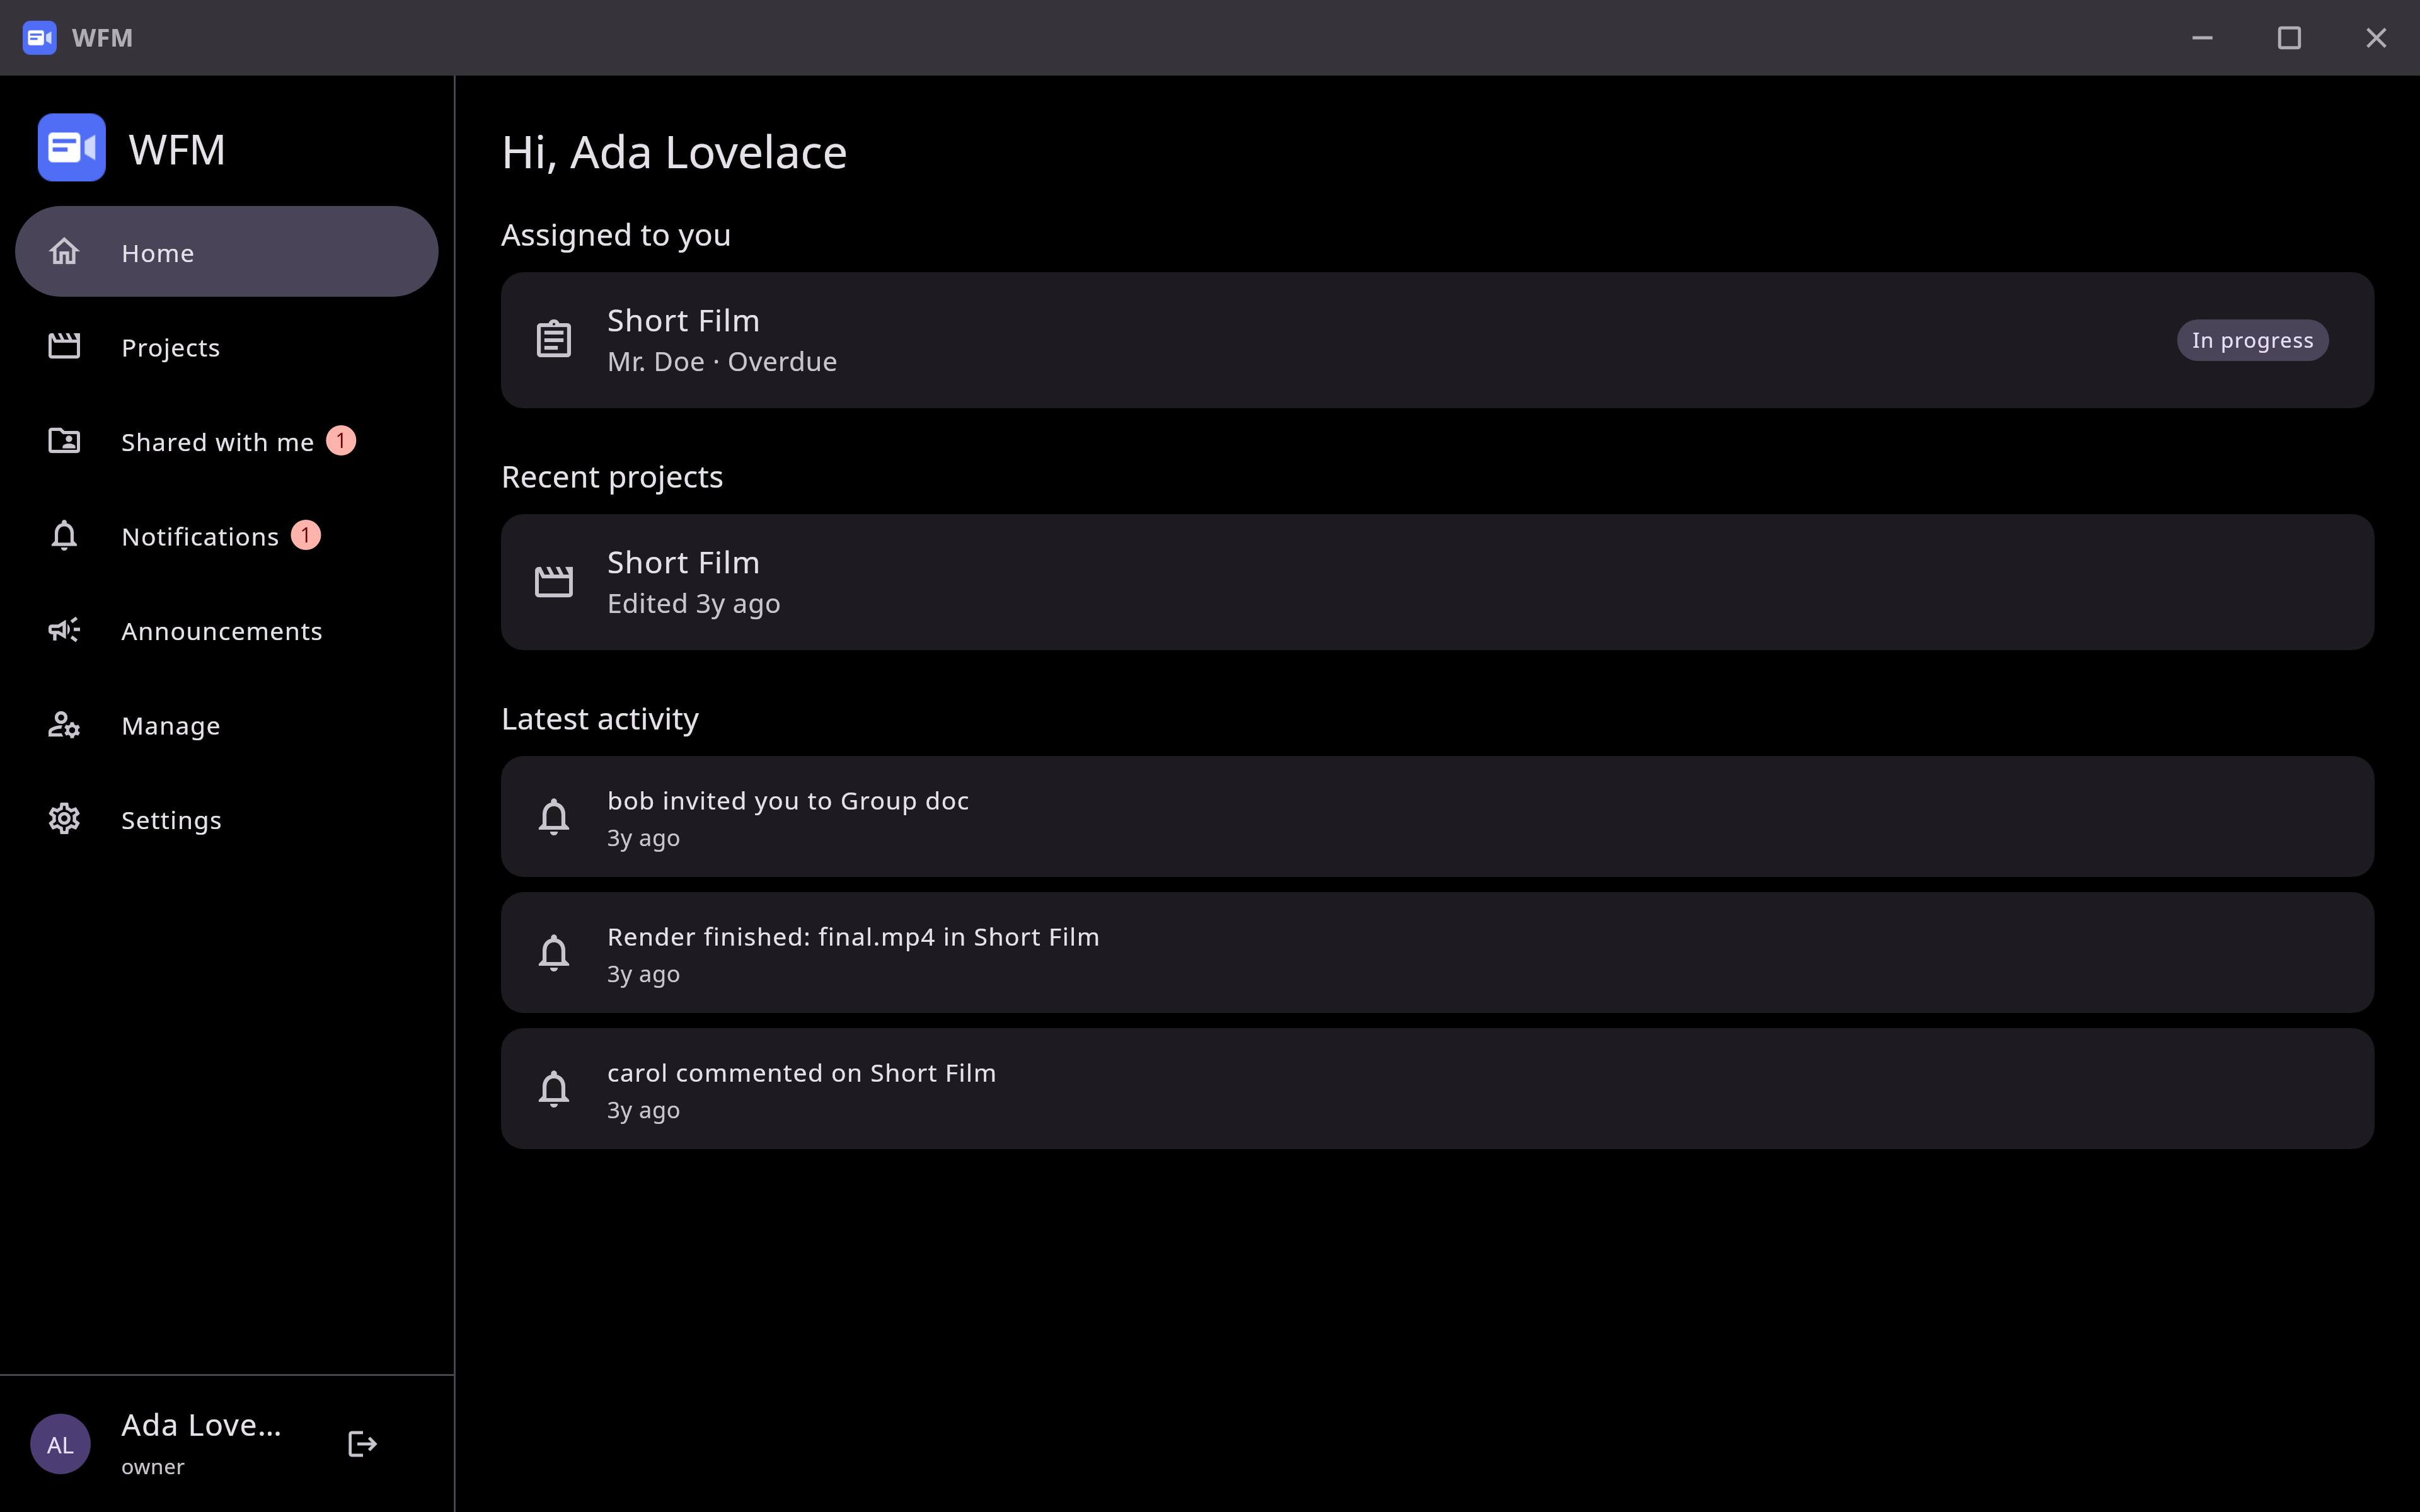 WFM
WFM
Home
Projects
Shared with me 1
Notifications 1
Announcements
Manage
Settings
AL
Ada Love...
owner
Hi, Ada Lovelace
Assigned to you
Short Film
Mr. Doe · Overdue
In progress
Recent projects
Short Film
Edited 3y ago
Latest activity
bob invited you to Group doc
3y ago
Render finished: final.mp4 in Short Film
3y ago
carol commented on Short Film
3y ago